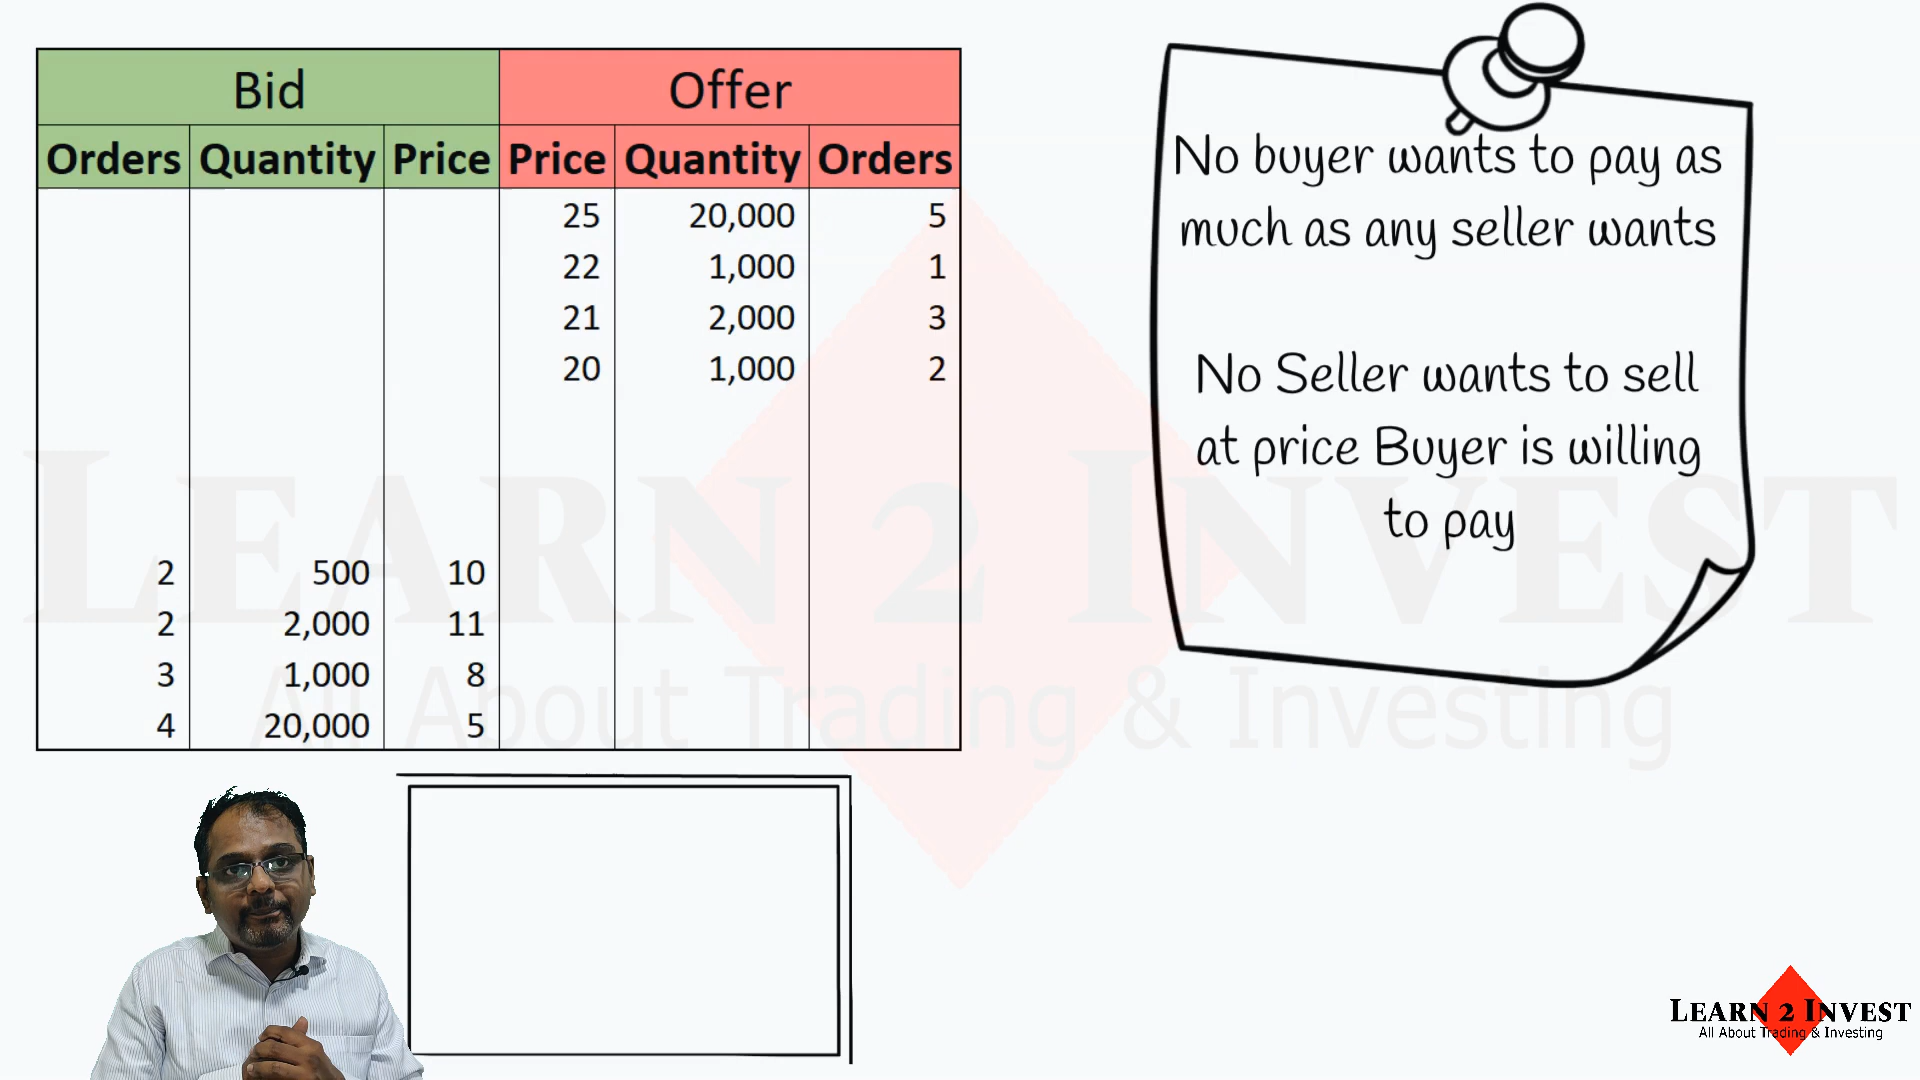 Bid Offer
Orders Quantity Price Price Quantity Orders
25 20,000 5
22 1,000 1
21 2,000 3
20 1,000 2
2 500 10
2 2,000 11
3 1,000 8
4 20,000 5
No buyer wants to pay as
much as any seller wants
No Seller wants to sell
at price Buyer is willing
to pay
LEARN 2 INVEST
All About Trading & Investing
LEARN 2 INVEST
All About Trading & Investing